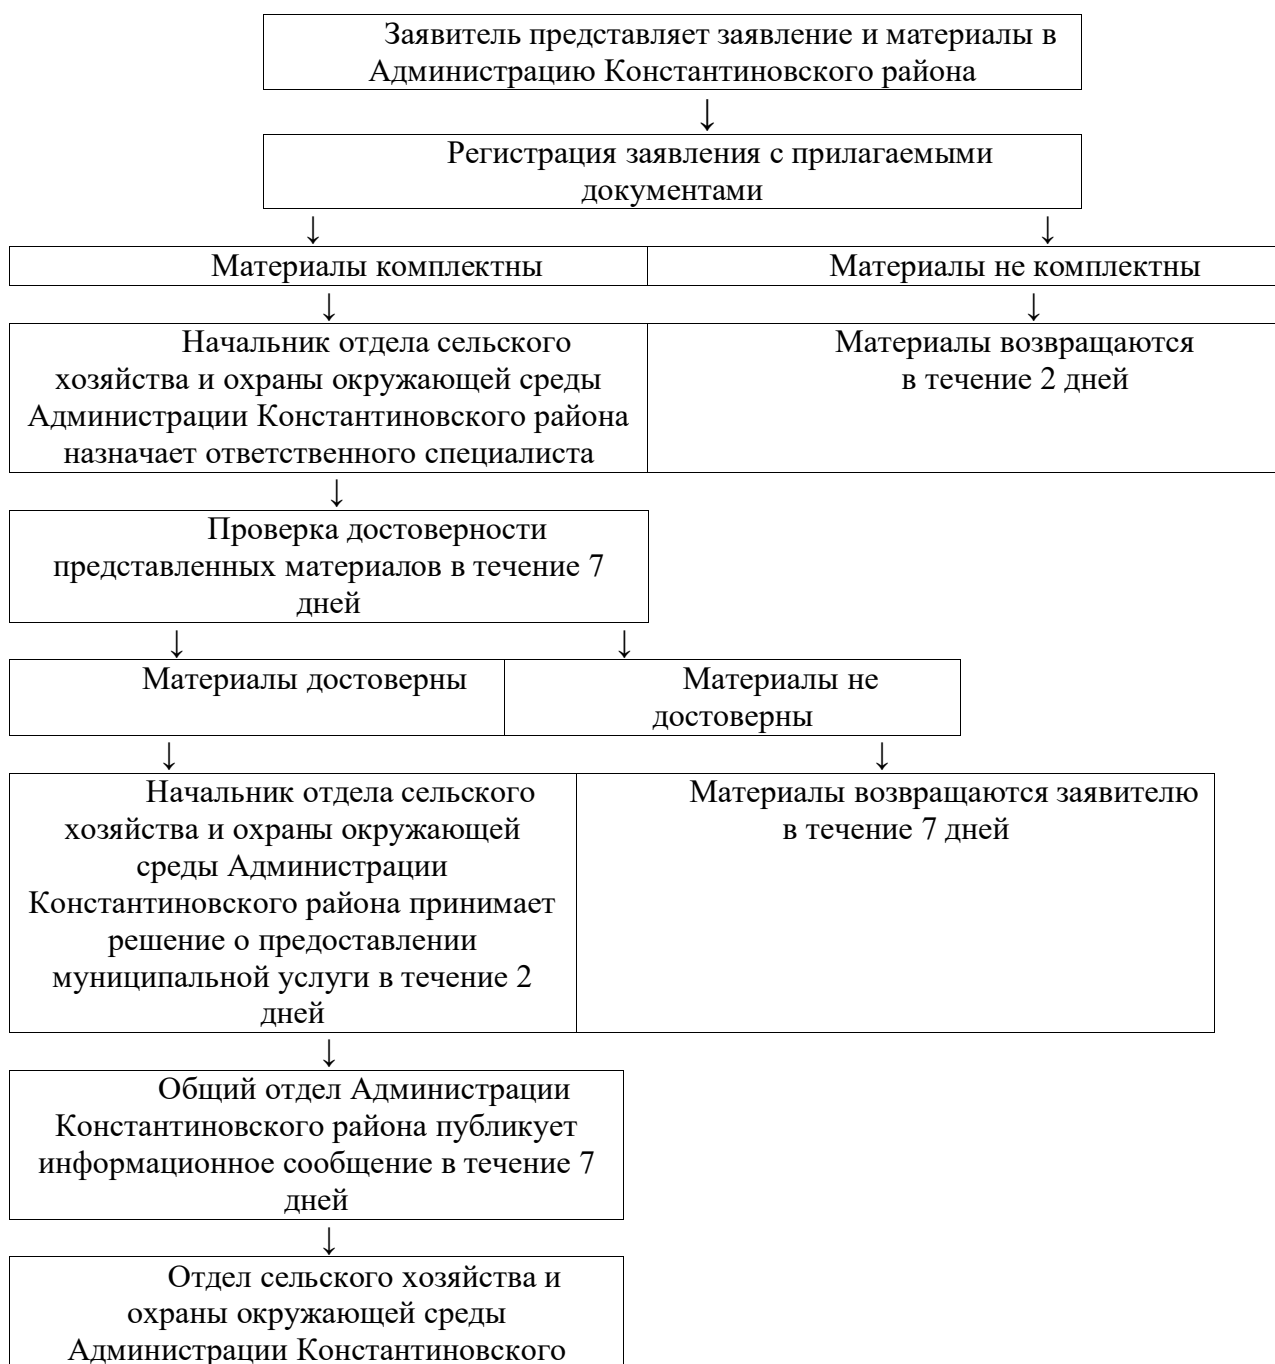 Заявитель представляет заявление и материалы в
Администрацию Константиновского района
↓
Регистрация заявления с прилагаемыми
документами
↓ ↓
Материалы комплектны
Материалы не комплектны
↓ ↓
Начальник отдела сельского
хозяйства и охраны окружающей среды
Администрации Константиновского района
назначает ответственного специалиста
Материалы возвращаются
в течение 2 дней
↓
Проверка достоверности
представленных материалов в течение 7
дней
↓ ↓
Материалы достоверны
Материалы не
достоверны
↓ ↓
Начальник отдела сельского
хозяйства и охраны окружающей
среды Администрации
Константиновского района принимает
решение о предоставлении
муниципальной услуги в течение 2
дней
Материалы возвращаются заявителю
в течение 7 дней
↓
Общий отдел Администрации
Константиновского района публикует
информационное сообщение в течение 7
дней
↓
Отдел сельского хозяйства и
охраны окружающей среды
Администрации Константиновского